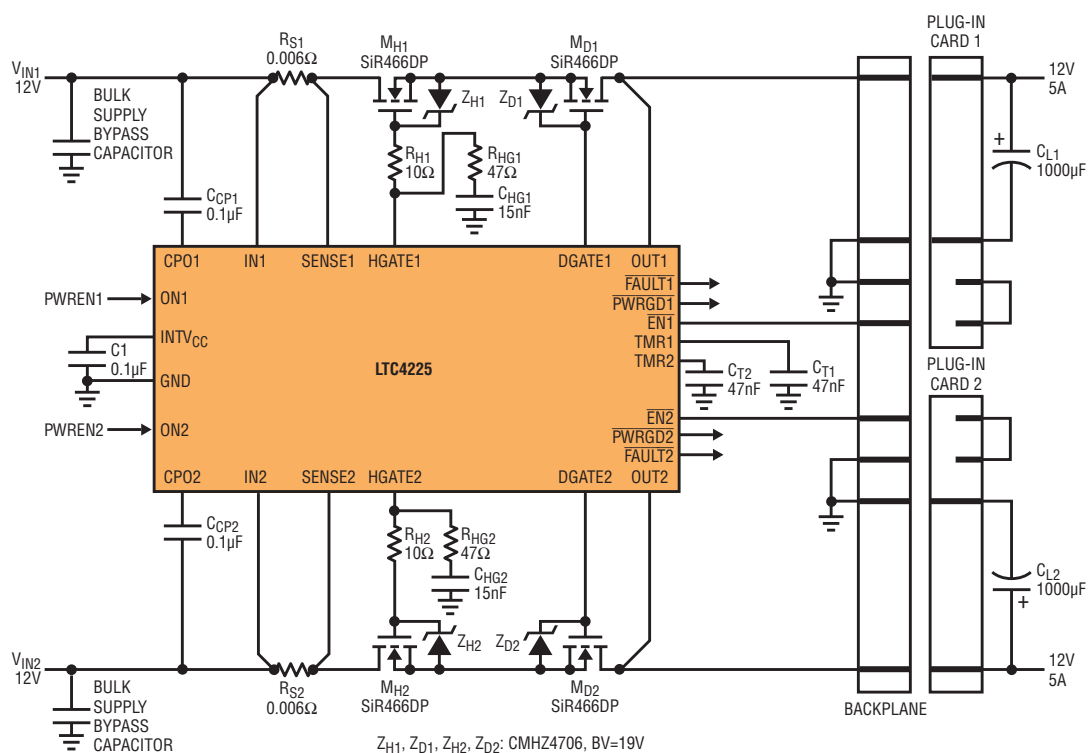 PLUG-IN
CARD 1
RS1
0.006Ω
MH1
SiR466DP
MD1
SiR466DP
VIN1
12V
12V
5A
BULK
SUPPLY
BYPASS
CAPACITOR
ZH1
ZD1
RH1
10Ω
RHG1
47Ω
+
CL1
1000µF
CCP1
0.1µF
CHG1
15nF
CPO1
IN1
SENSE1
HGATE1
DGATE1
OUT1
PWREN1
ON1
FAULT1
PWRGD1
EN1
TMR1
TMR2
INTVCC
C1
0.1µF
GND
LTC4225
CT2
47nF
CT1
47nF
PLUG-IN
CARD 2
PWREN2
ON2
EN2
PWRGD2
FAULT2
CPO2
IN2
SENSE2
HGATE2
DGATE2
OUT2
CCP2
0.1µF
RH2
10Ω
RHG2
47Ω
CHG2
15nF
CL2
1000µF
+
ZH2
ZD2
VIN2
12V
12V
5A
BULK
SUPPLY
BYPASS
CAPACITOR
RS2
0.006Ω
MH2
SiR466DP
MD2
SiR466DP
BACKPLANE
ZH1, ZD1, ZH2, ZD2: CMHZ4706, BV=19V